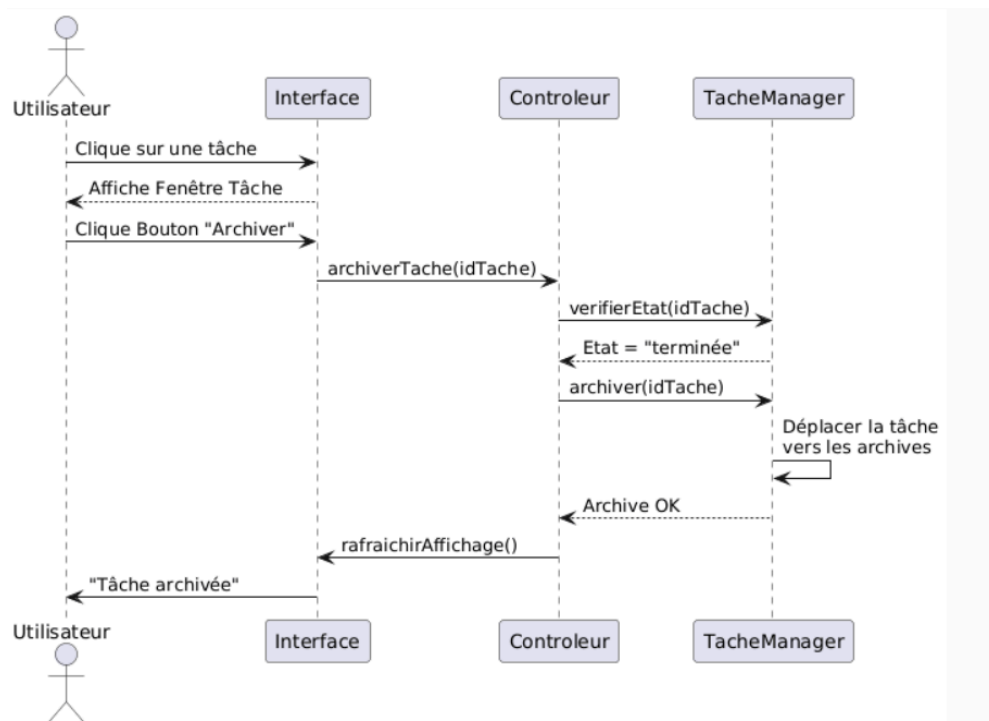 Utilisateur
Interface
Controleur
TacheManager
Clique sur une tâche
Affiche Fenêtre Tâche
Clique Bouton "Archiver"
archiverTache(idTache)
verifierEtat(idTache)
Etat = "terminée"
archiver(idTache)
Déplacer la tâche
vers les archives
Archive OK
rafraichirAffichage()
"Tâche archivée"
Utilisateur
Interface
Controleur
TacheManager